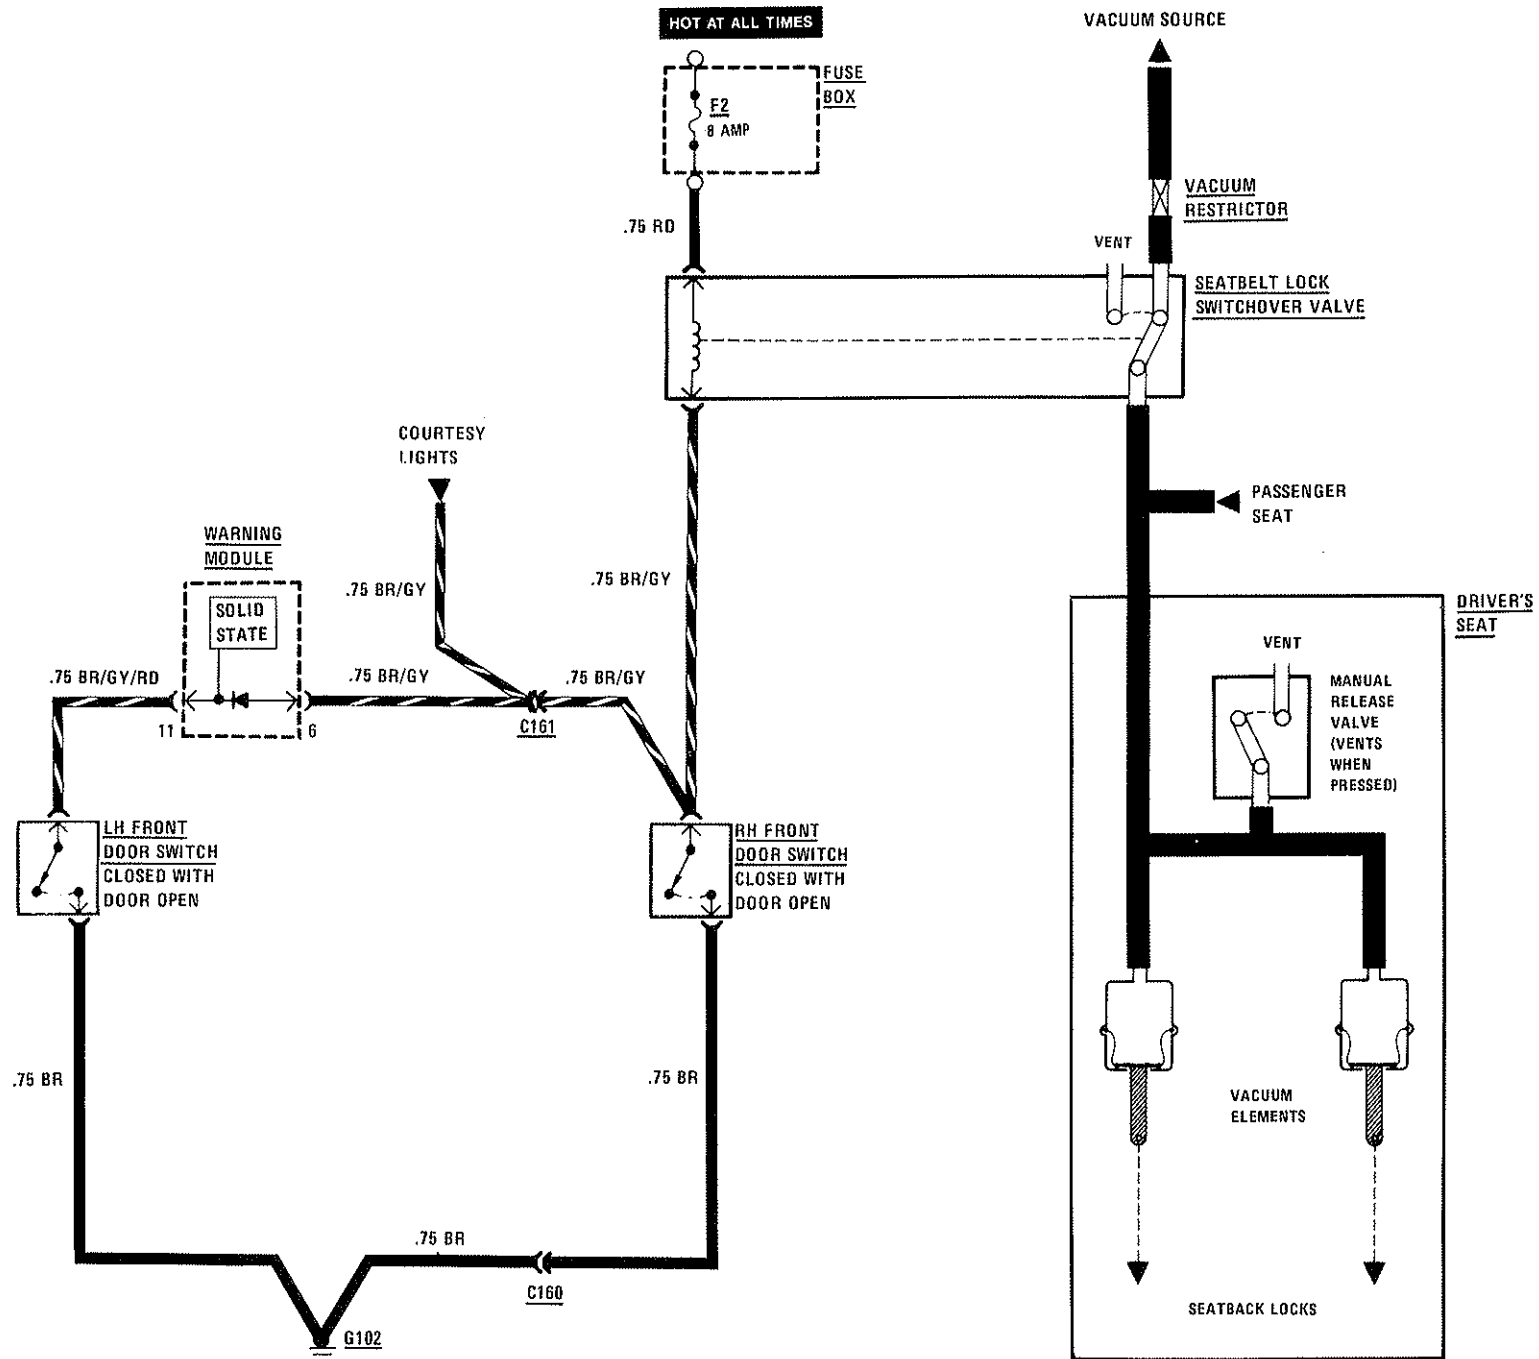 HOT AT ALL TIMES
VACUUM SOURCE
FUSE
BOX
F2
8 AMP
.75 RD
VACUUM
RESTRICTOR
VENT
SEATBELT LOCK
SWITCHOVER VALVE
COURTESY
LIGHTS
PASSENGER
SEAT
WARNING
MODULE
.75 BR/GY
.75 BR/GY
SOLID
STATE
DRIVER'S
SEAT
VENT
.75 BR/GY/RD
.75 BR/GY
.75 BR/GY
MANUAL
RELEASE
VALVE
(VENTS
WHEN
PRESSED)
11
6
C161
LH FRONT
DOOR SWITCH
CLOSED WITH
DOOR OPEN
RH FRONT
DOOR SWITCH
CLOSED WITH
DOOR OPEN
.75 BR
.75 BR
VACUUM
ELEMENTS
.75 BR
C160
SEATBACK LOCKS
G102